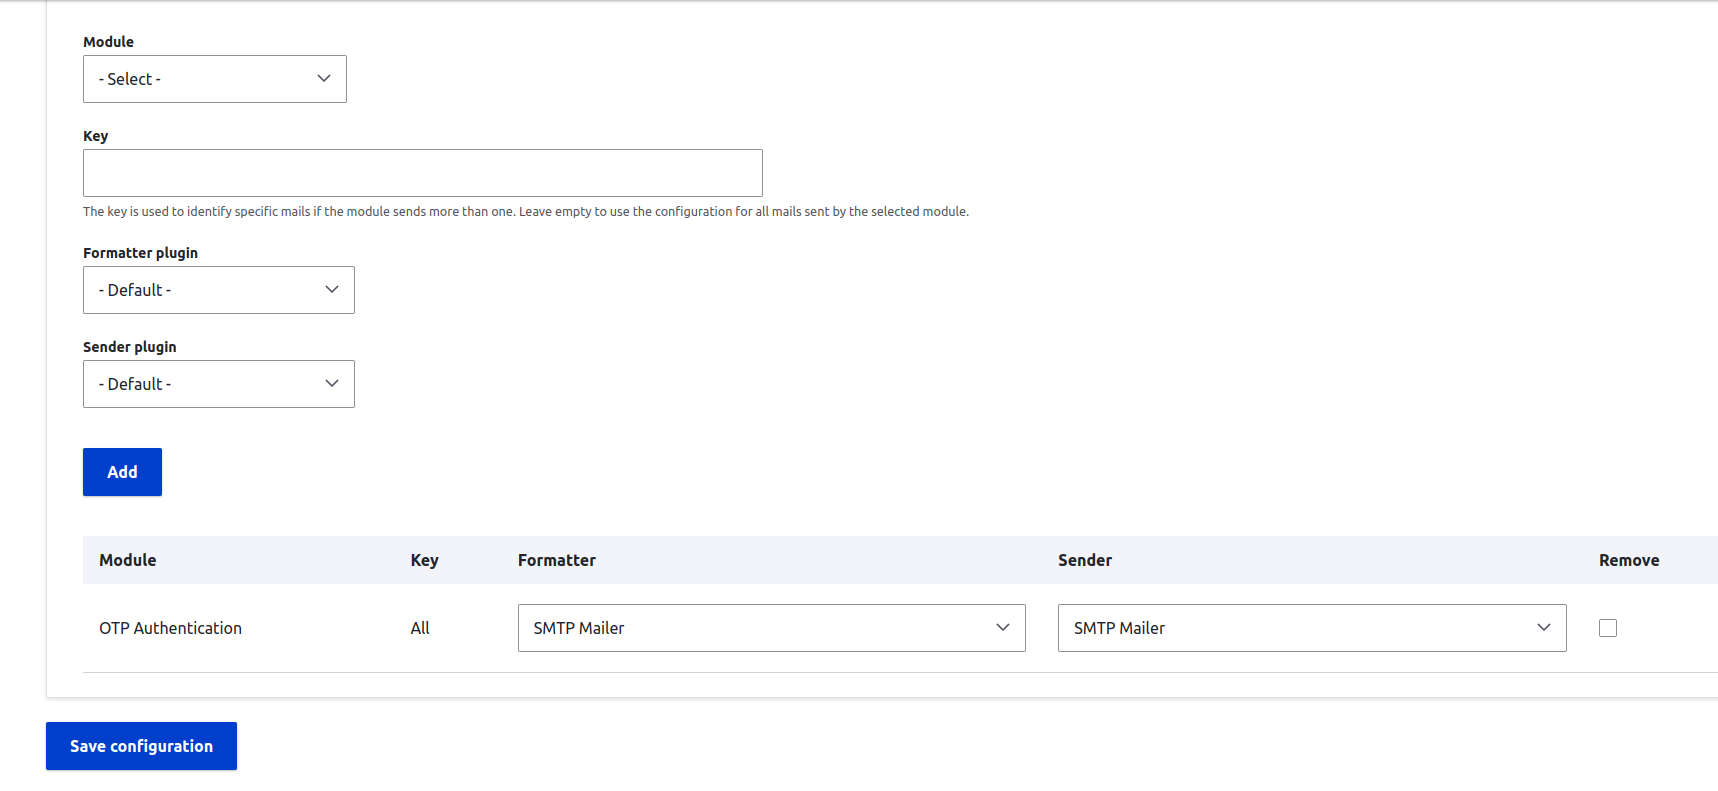 Module
- Select -
Key
The key is used to identify specific mails if the module sends more than one. Leave empty to use the configuration for all mails sent by the selected module.
Formatter plugin
- Default -
Sender plugin
- Default -
Add
Module Key Formatter Sender Remove
OTP Authentication All SMTP Mailer SMTP Mailer
Save configuration